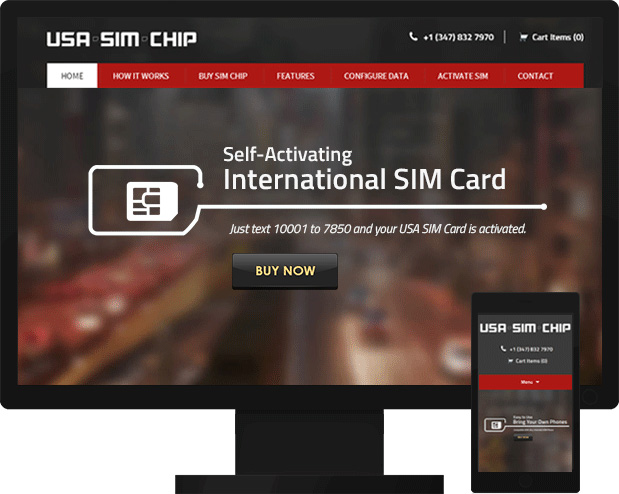 USA SIM CHIP
+1 (347) 832 7970
Cart Items (0)
HOME
HOW IT WORKS
BUY SIM CHIP
FEATURES
CONFIGURE DATA
ACTIVATE SIM
CONTACT
Self-Activating
International SIM Card
Just text 10001 to 7850 and your USA SIM Card is activated.
BUY NOW
USA SIM CHIP
+1 (347) 832 7970
Cart Items (0)
Menu
Easy to Use
Bring Your Own Phones